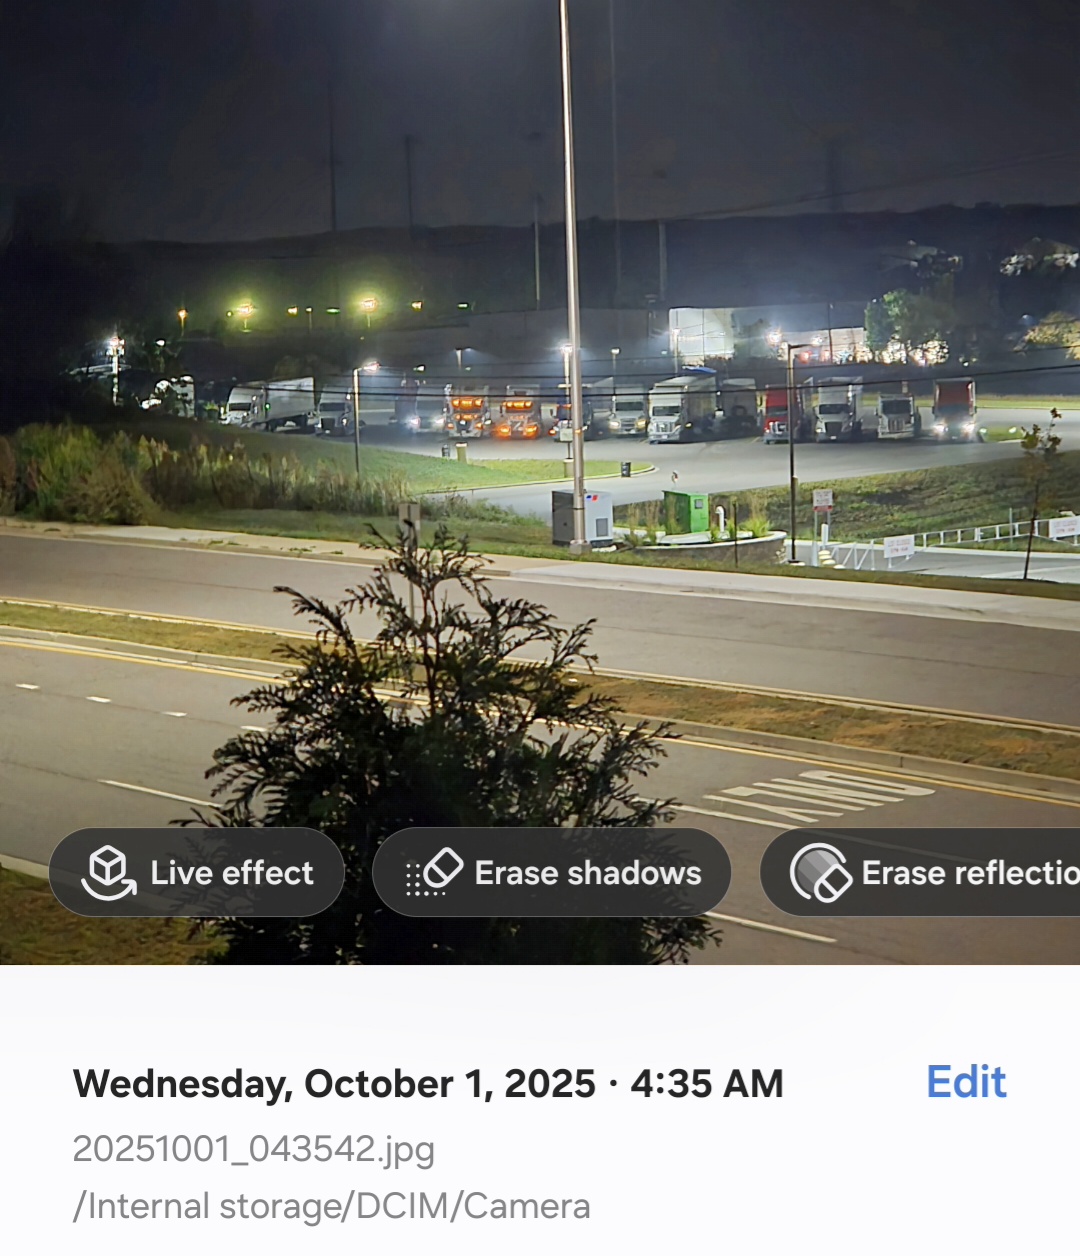 ONLY
Live effect
Erase shadows
Erase reflectio
Wednesday, October 1, 2025 · 4:35 AM
Edit
20251001_043542.jpg
/Internal storage/DCIM/Camera